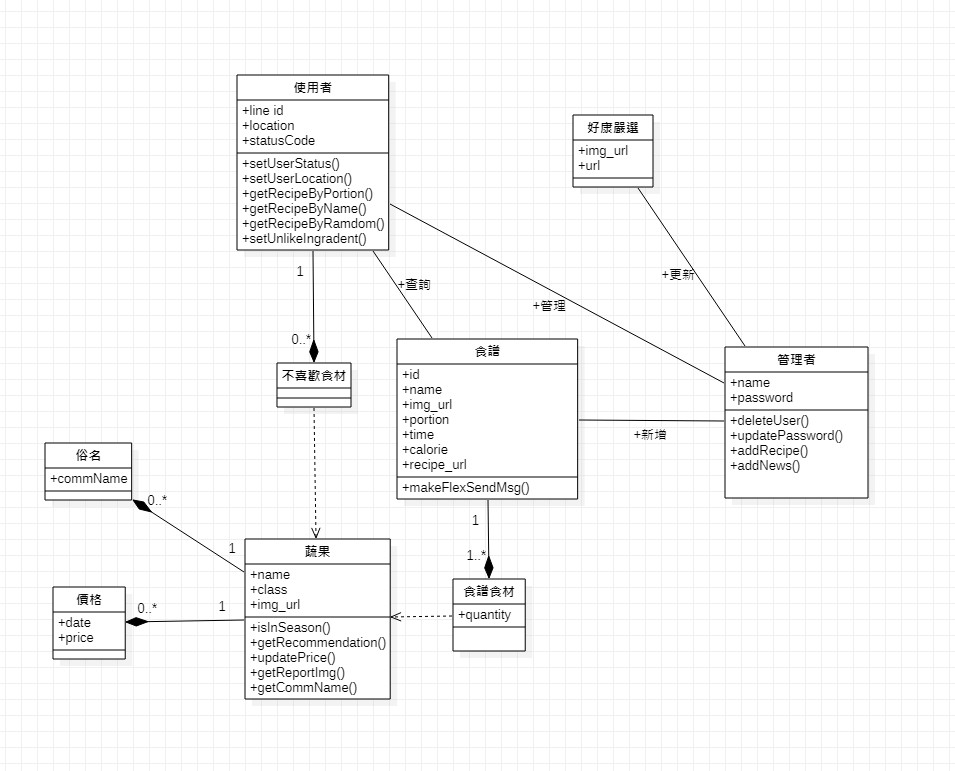 使用者
+line id
+location
+statusCode
+setUserStatus()
+setUserLocation()
+getRecipeByPortion()
+getRecipeByName()
+getRecipeByRamdom()
+setUnlikeIngradent()
好康嚴選
+img_url
+url
1
+查詢
+更新
+管理
0..*
不喜歡食材
食譜
+id
+name
+img_url
+portion
+time
+calorie
+recipe_url
+makeFlexSendMsg()
管理者
+name
+password
+deleteUser()
+updatePassword()
+addRecipe()
+addNews()
+新增
俗名
+commName
0..*
1
1
1..*
蔬果
+name
+class
+img_url
+isInSeason()
+getRecommendation()
+updatePrice()
+getReportImg()
+getCommName()
價格
+date
+price
0..*
1
食譜食材
+quantity